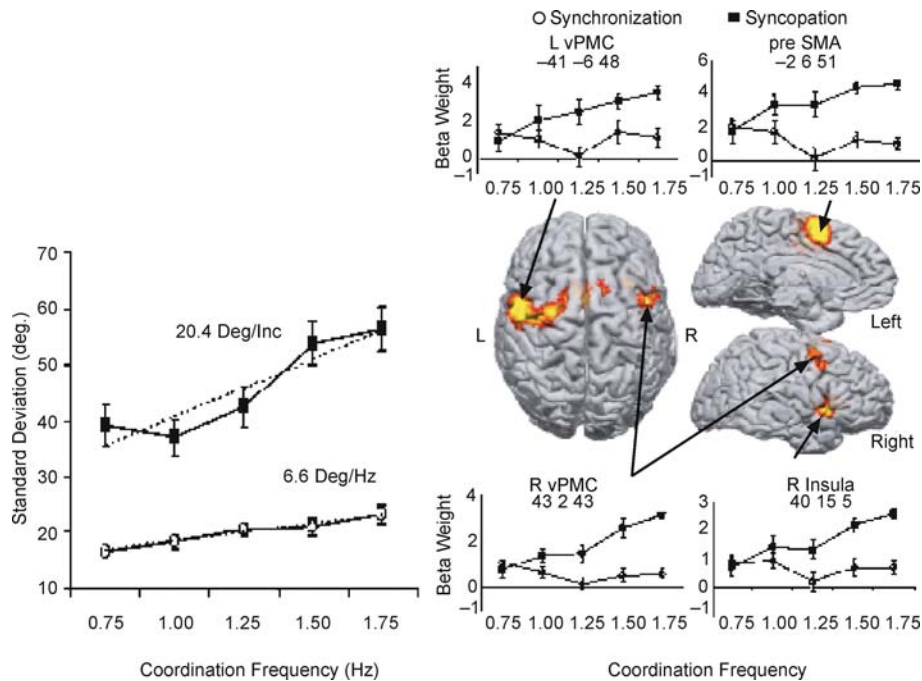 Synchronization
Syncopation
L vPMC
–41 –6 48
pre SMA
–2 6 51
Beta Weight
4
2
0
–1
0.75 1.00 1.25 1.50 1.75
6
4
2
0
–1
0.75 1.00 1.25 1.50 1.75
L
R
Left
Right
Standard Deviation (deg.)
70
60
50
40
30
20
10
20.4 Deg/Inc
6.6 Deg/Hz
0.75 1.00 1.25 1.50 1.75
Coordination Frequency (Hz)
R vPMC
43 2 43
R Insula
40 15 5
Beta Weight
4
2
0
–1
0.75 1.00 1.25 1.50 1.75
3
2
1
0
–1
0.75 1.00 1.25 1.50 1.75
Coordination Frequency